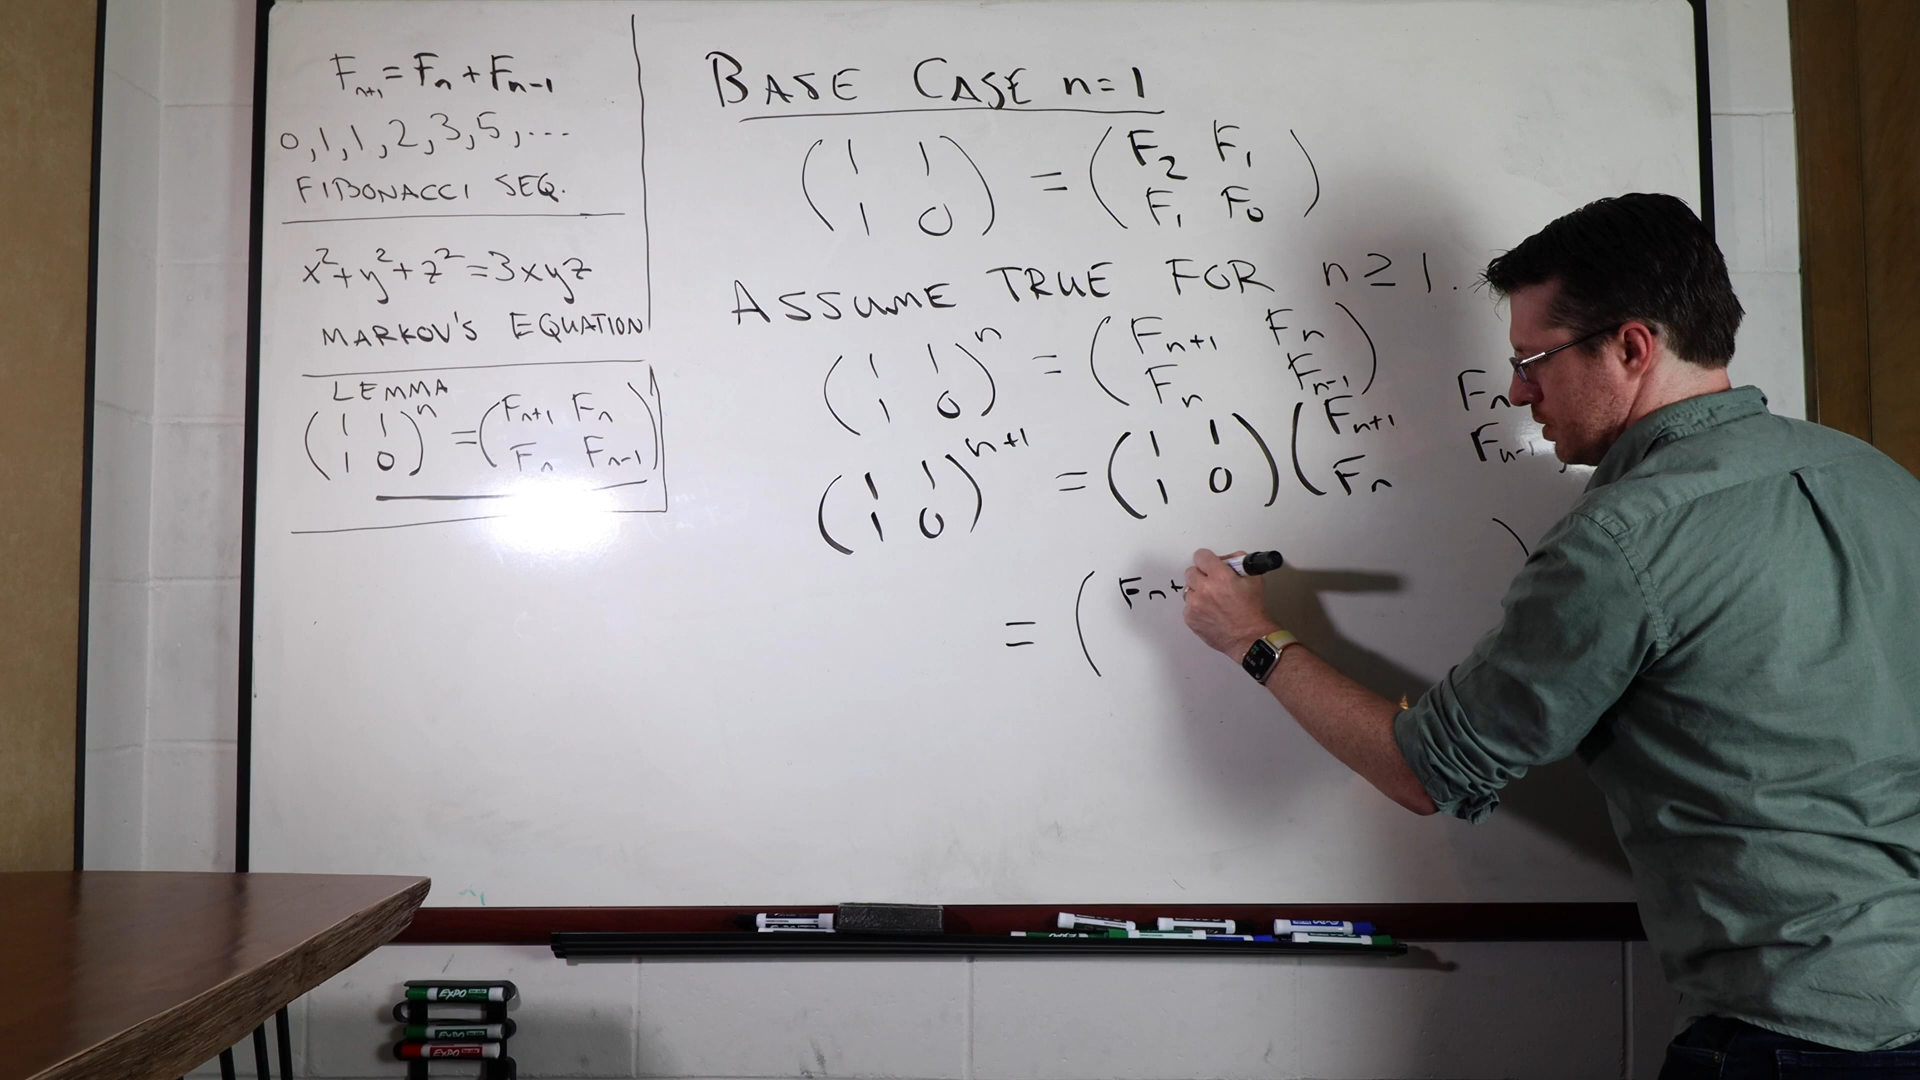 F_{n+1} = F_n + F_{n-1}
0, 1, 1, 2, 3, 5, ...
FIBONACCI SEQ.
x² + y² + z² = 3xyz
MARKOV'S EQUATION
LEMMA
(1 1; 1 0)^n = (F_{n+1} F_n; F_n F_{n-1})
BASE CASE n=1
(1 1; 1 0) = (F_2 F_1; F_1 F_0)
ASSUME TRUE FOR n ≥ 1.
(1 1; 1 0)^n = (F_{n+1} F_n; F_n F_{n-1})
(1 1; 1 0)^{n+1} = (1 1; 1 0)(F_{n+1} F_n; F_n F_{n-1})
= ( F_{n+ )
EXPO
EXPO
EXPO